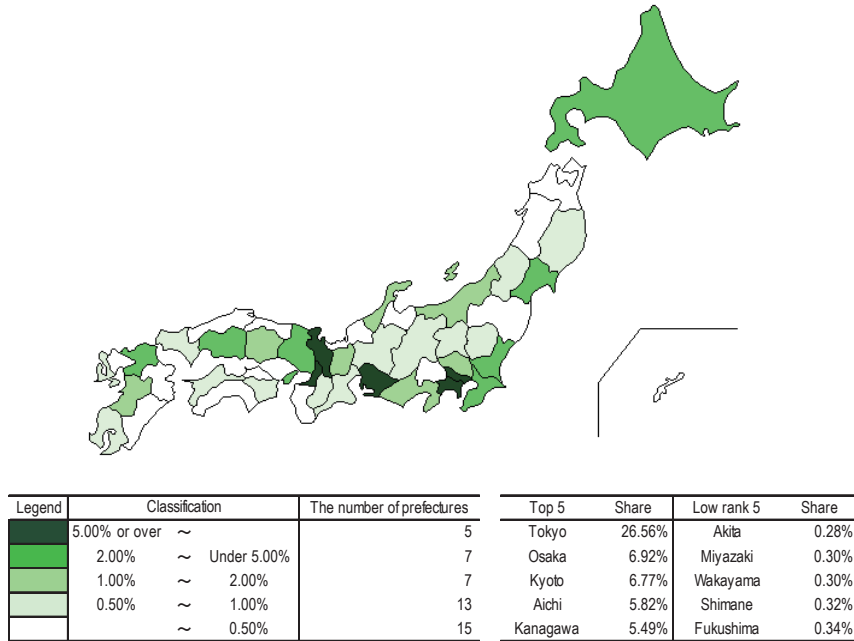 Legend Classification The number of prefectures Top 5 Share Low rank 5 Share
5.00% or over ~ 5 Tokyo 26.56% Akita 0.28%
2.00% ~ Under 5.00% 7 Osaka 6.92% Miyazaki 0.30%
1.00% ~ 2.00% 7 Kyoto 6.77% Wakayama 0.30%
0.50% ~ 1.00% 13 Aichi 5.82% Shimane 0.32%
~ 0.50% 15 Kanagawa 5.49% Fukushima 0.34%